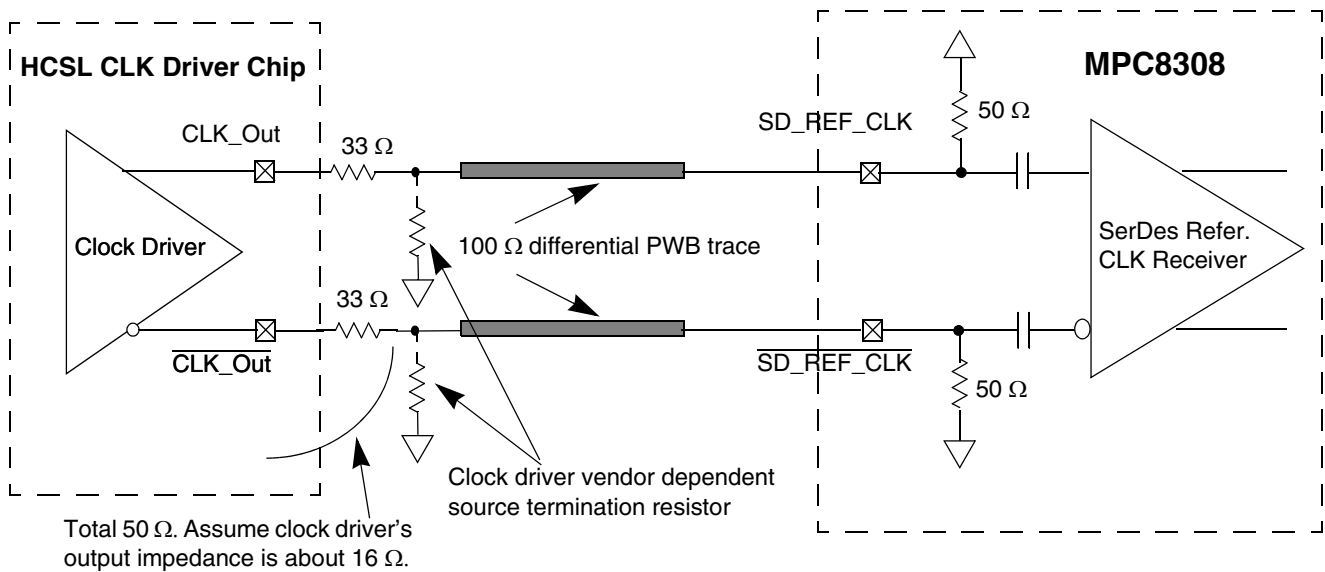 HCSL CLK Driver Chip
MPC8308
CLK_Out
33 Ω
SD_REF_CLK
50 Ω
Clock Driver
100 Ω differential PWB trace
SerDes Refer.
CLK Receiver
33 Ω
CLK_Out
SD_REF_CLK
50 Ω
Clock driver vendor dependent
source termination resistor
Total 50 Ω. Assume clock driver's
output impedance is about 16 Ω.